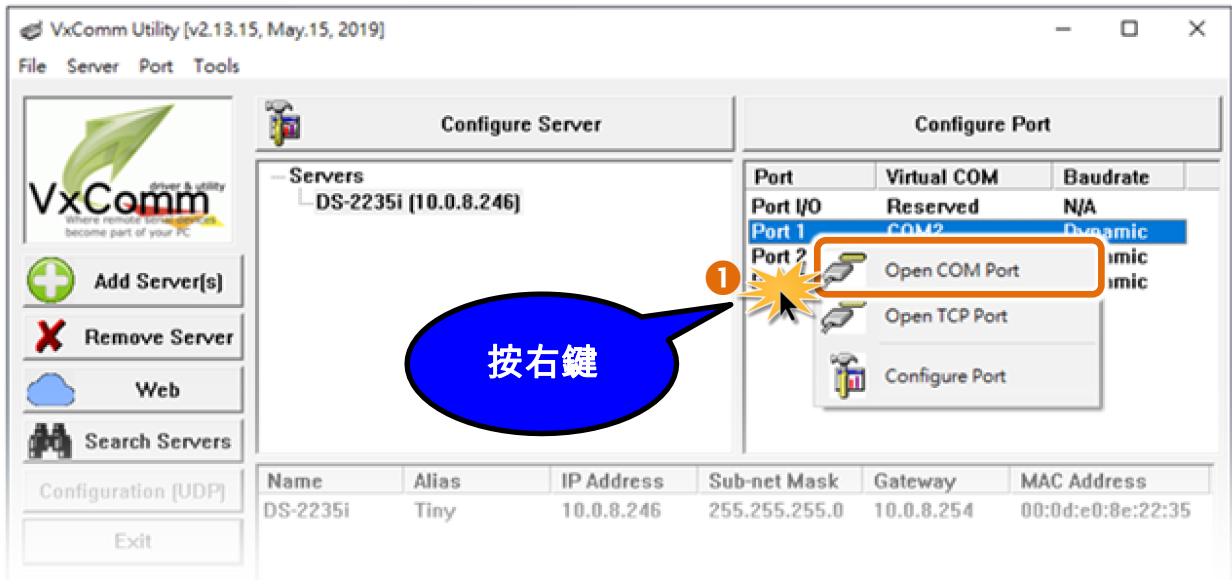 VxComm Utility [v2.13.15, May.15, 2019]
File Server Port Tools
VxComm
driver & utility
Where remote serial devices
become part of your PC
Add Server(s)
Remove Server
Web
Search Servers
Configuration (UDP)
Exit
Configure Server
Servers
DS-2235i (10.0.8.246)
Configure Port
Port Virtual COM Baudrate
Port I/O Reserved N/A
Port 1 COM2 Dynamic
Port 2 amic
amic
1
Open COM Port
Open TCP Port
Configure Port
按右鍵
Name Alias IP Address Sub-net Mask Gateway MAC Address
DS-2235i Tiny 10.0.8.246 255.255.255.0 10.0.8.254 00:0d:e0:8e:22:35